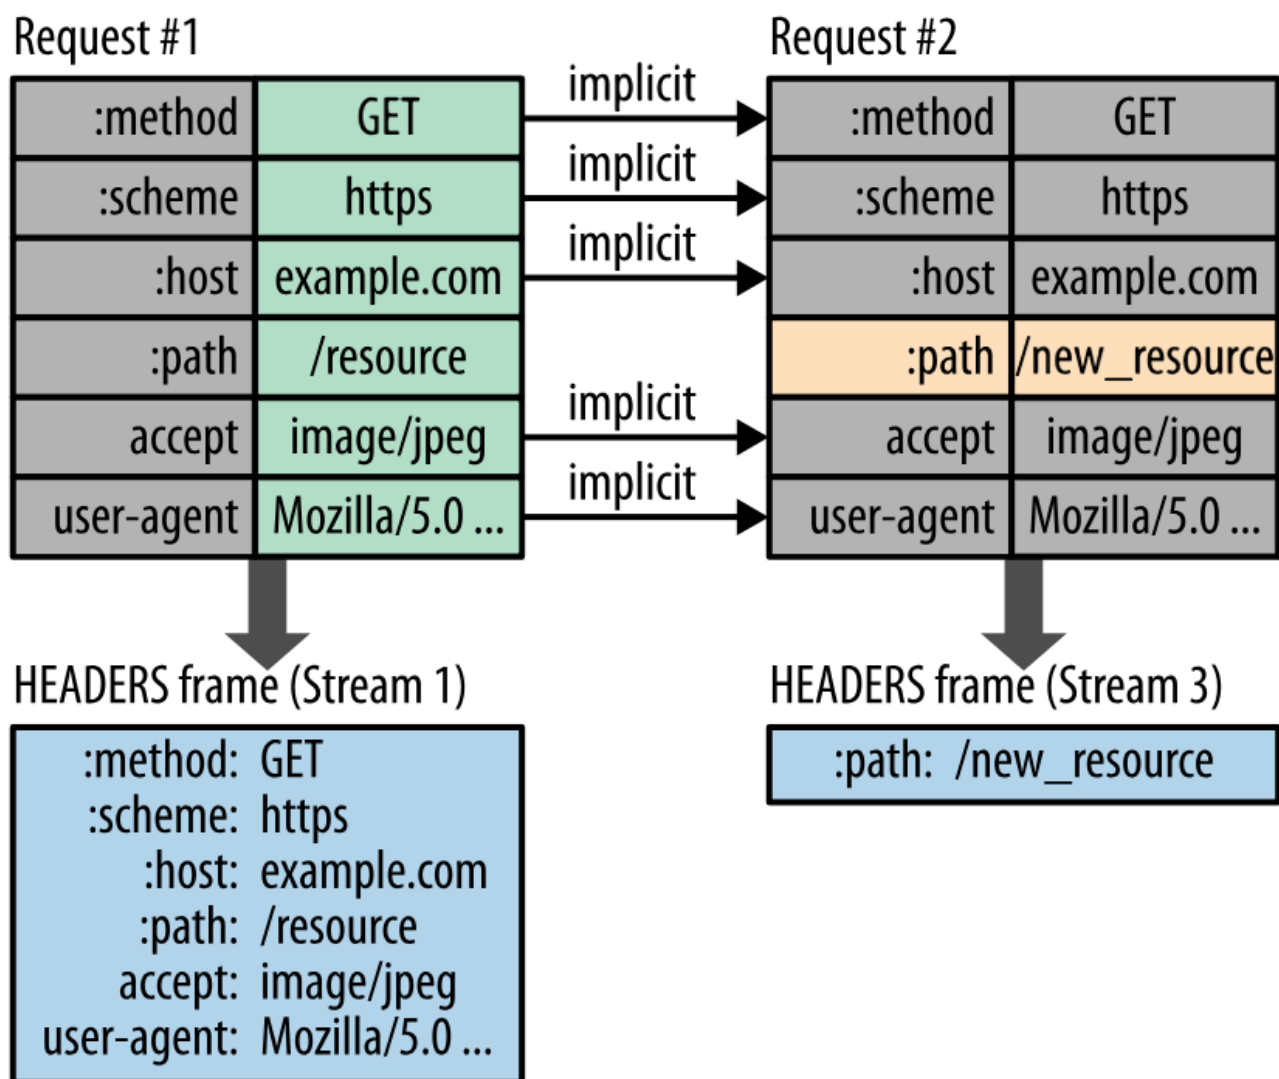 Request #1
:method GET
:scheme https
:host example.com
:path /resource
accept image/jpeg
user-agent Mozilla/5.0 ...
implicit
implicit
implicit
implicit
implicit
Request #2
:method GET
:scheme https
:host example.com
:path /new_resource
accept image/jpeg
user-agent Mozilla/5.0 ...
HEADERS frame (Stream 1)
:method: GET
:scheme: https
:host: example.com
:path: /resource
accept: image/jpeg
user-agent: Mozilla/5.0 ...
HEADERS frame (Stream 3)
:path: /new_resource